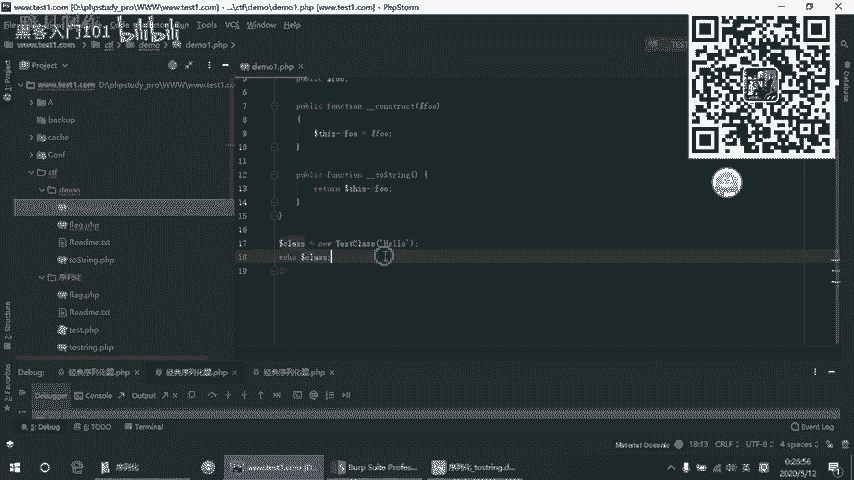 www.test1.com [D:\phpstudy_pro\WWW\www.test1.com] - ...\ctf\demo\demo1.php [www.test1.com] - PhpStorm
黑客入门101 bilibili
Tools VCS Window Help
www.test1.com ctf demo demo1.php
Project demo1.php
www.test1.com D:\phpstudy_pro\WWW\www.test1.co
A
backup
cache
Conf
ctf
demo
flag.php
Readme.txt
toString.php
序列化
flag.php
Readme.txt
test.php
tostring.php
5 public $foo;
6
7 public function __construct($foo)
8 {
9 $this->foo = $foo;
10 }
11
12 public function __toString() {
13 return $this->foo;
14 }
15 }
16
17 $class = new TestClass('Hello');
18 echo $class;
19 ?>
1: Project
Database
7: Structure
2: Favorites
Debug: 经典序列化题.php 经典序列化题.php 经典序列化题.php
Debugger Console Output
5: Debug 6: TODO Terminal Event Log
Material Oceanic 18:13 CRLF UTF-8 4 spaces
序列化 www.test1.com [D... Burp Suite Profes... 序列化_tostring.d...
英
0:26:56
2020/5/12